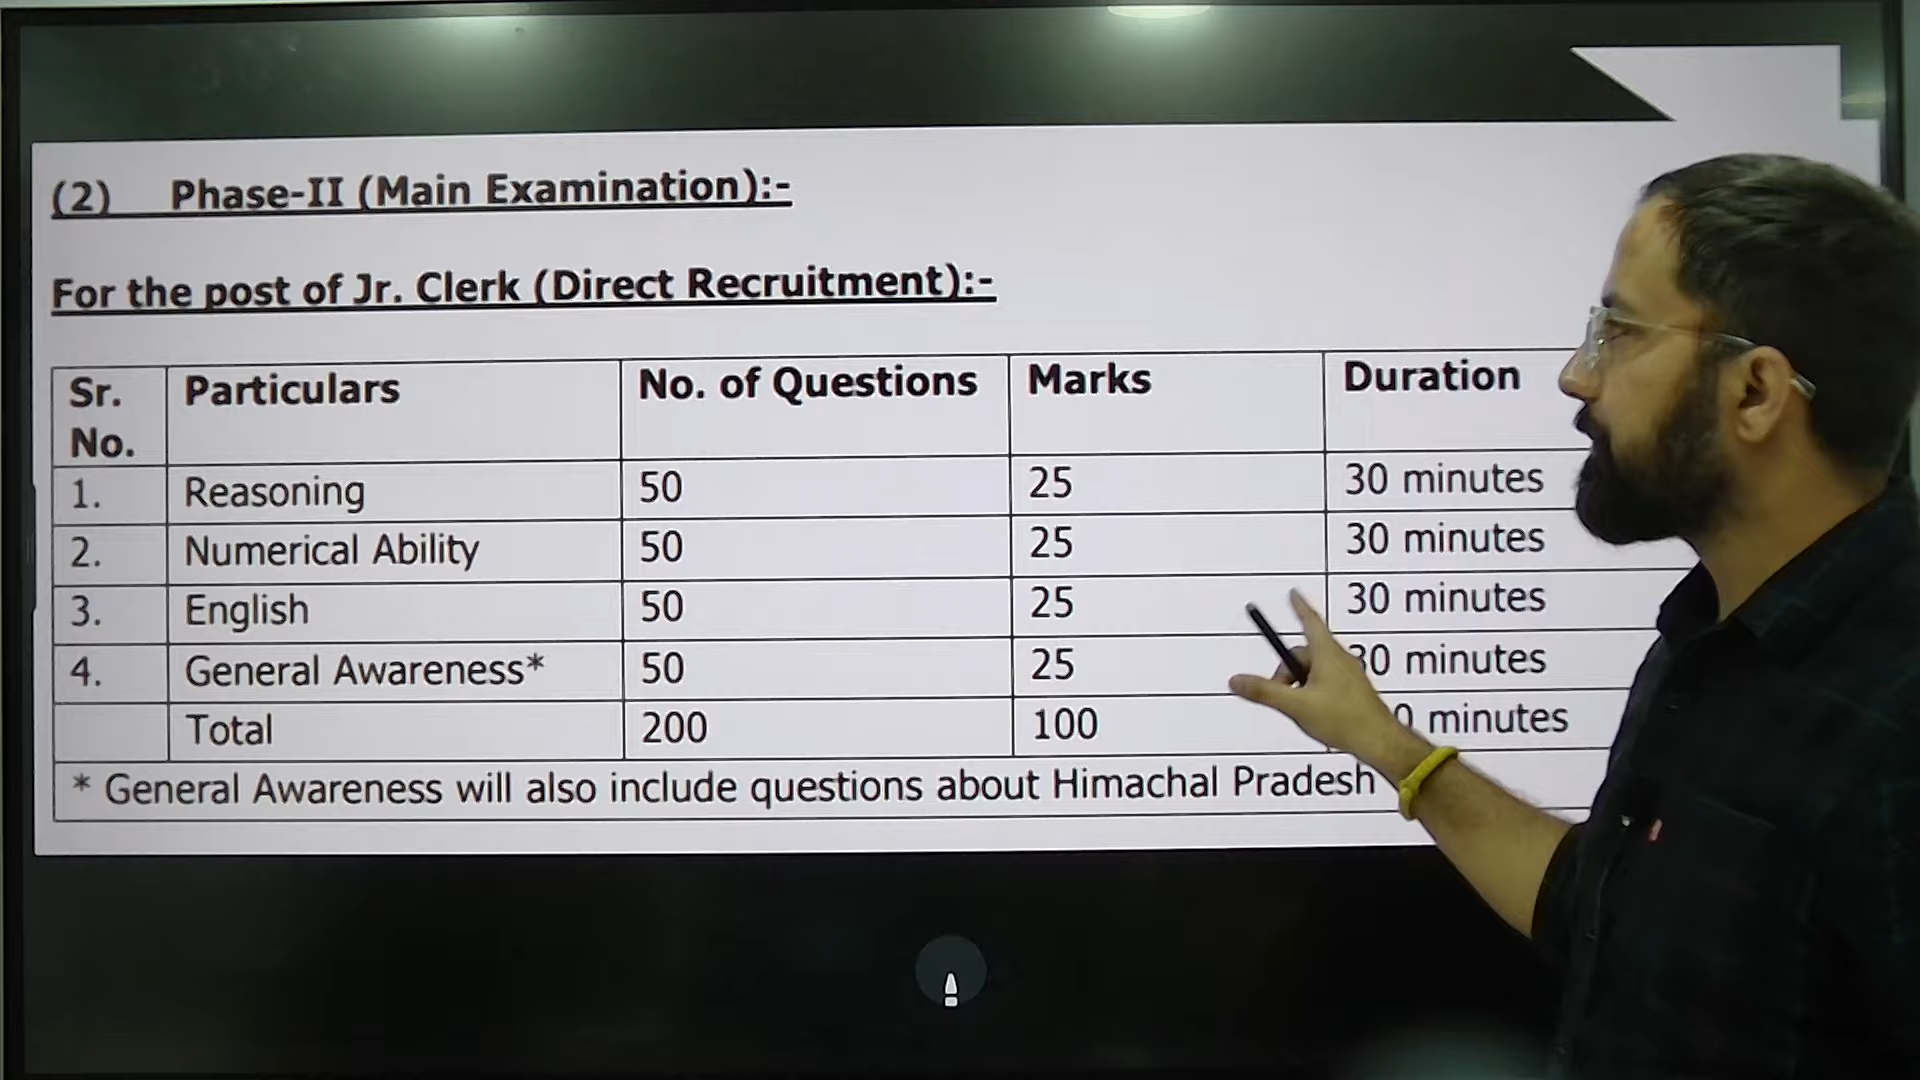 (2) Phase-II (Main Examination):-
For the post of Jr. Clerk (Direct Recruitment):-
Sr. No. Particulars No. of Questions Marks Duration
1. Reasoning 50 25 30 minutes
2. Numerical Ability 50 25 30 minutes
3. English 50 25 30 minutes
4. General Awareness* 50 25 30 minutes
Total 200 100 minutes
* General Awareness will also include questions about Himachal Pradesh